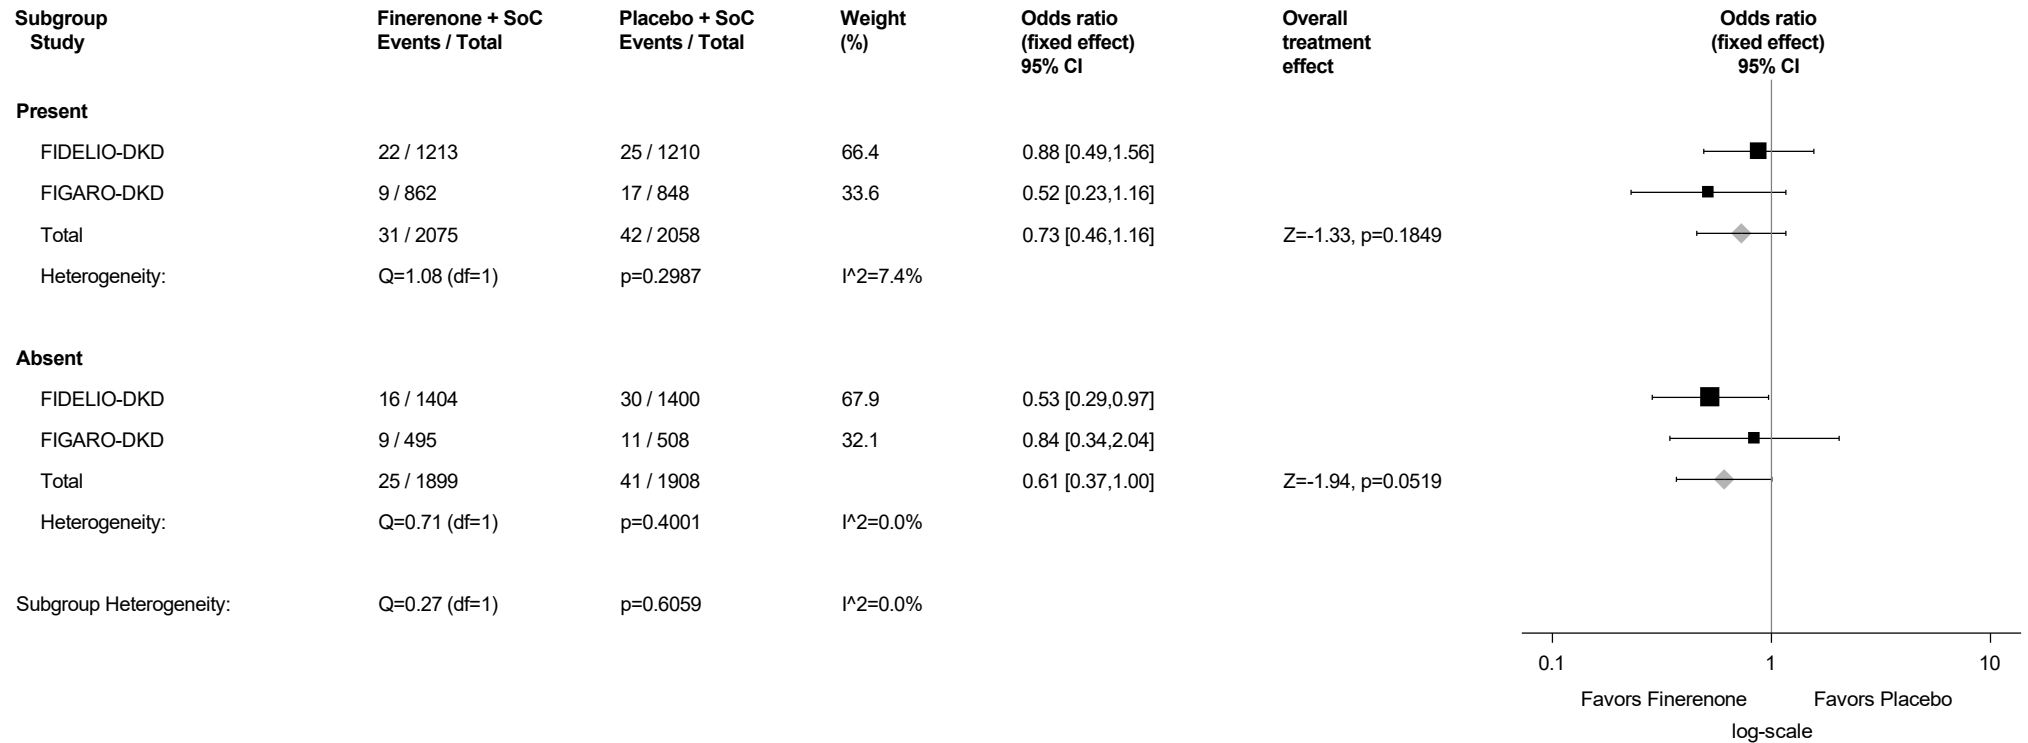 Subgroup Finerenone + SoC Placebo + SoC Weight Odds ratio Overall Odds ratio
Study Events / Total Events / Total (%) (fixed effect) treatment (fixed effect)
95% CI effect 95% CI
Present
FIDELIO-DKD 22 / 1213 25 / 1210 66.4 0.88 [0.49,1.56]
FIGARO-DKD 9 / 862 17 / 848 33.6 0.52 [0.23,1.16]
Total 31 / 2075 42 / 2058 0.73 [0.46,1.16] Z=-1.33, p=0.1849
Heterogeneity: Q=1.08 (df=1) p=0.2987 I^2=7.4%
Absent
FIDELIO-DKD 16 / 1404 30 / 1400 67.9 0.53 [0.29,0.97]
FIGARO-DKD 9 / 495 11 / 508 32.1 0.84 [0.34,2.04]
Total 25 / 1899 41 / 1908 0.61 [0.37,1.00] Z=-1.94, p=0.0519
Heterogeneity: Q=0.71 (df=1) p=0.4001 I^2=0.0%
Subgroup Heterogeneity: Q=0.27 (df=1) p=0.6059 I^2=0.0%
0.1 1 10
Favors Finerenone Favors Placebo
log-scale